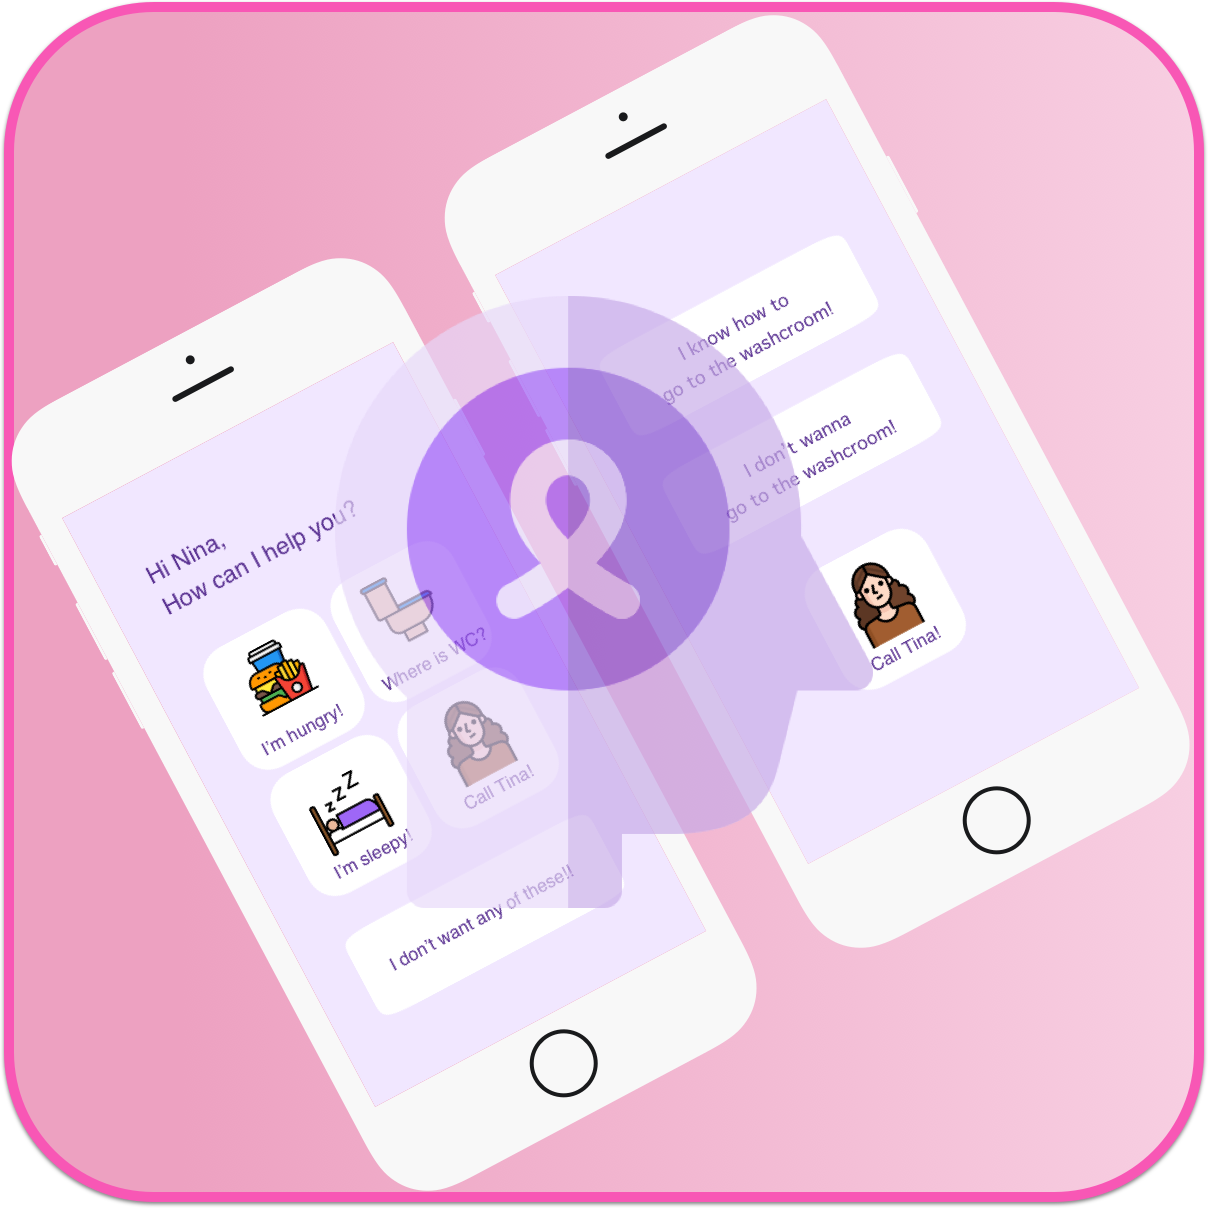 Hi Nina,
How can I help you?
I'm hungry!
Where is WC?
zzZ
I'm sleepy!
Call Tina!
I don't want any of these!!
I know how to
go to the washcroom!
I don't wanna
go to the washcroom!
Call Tina!